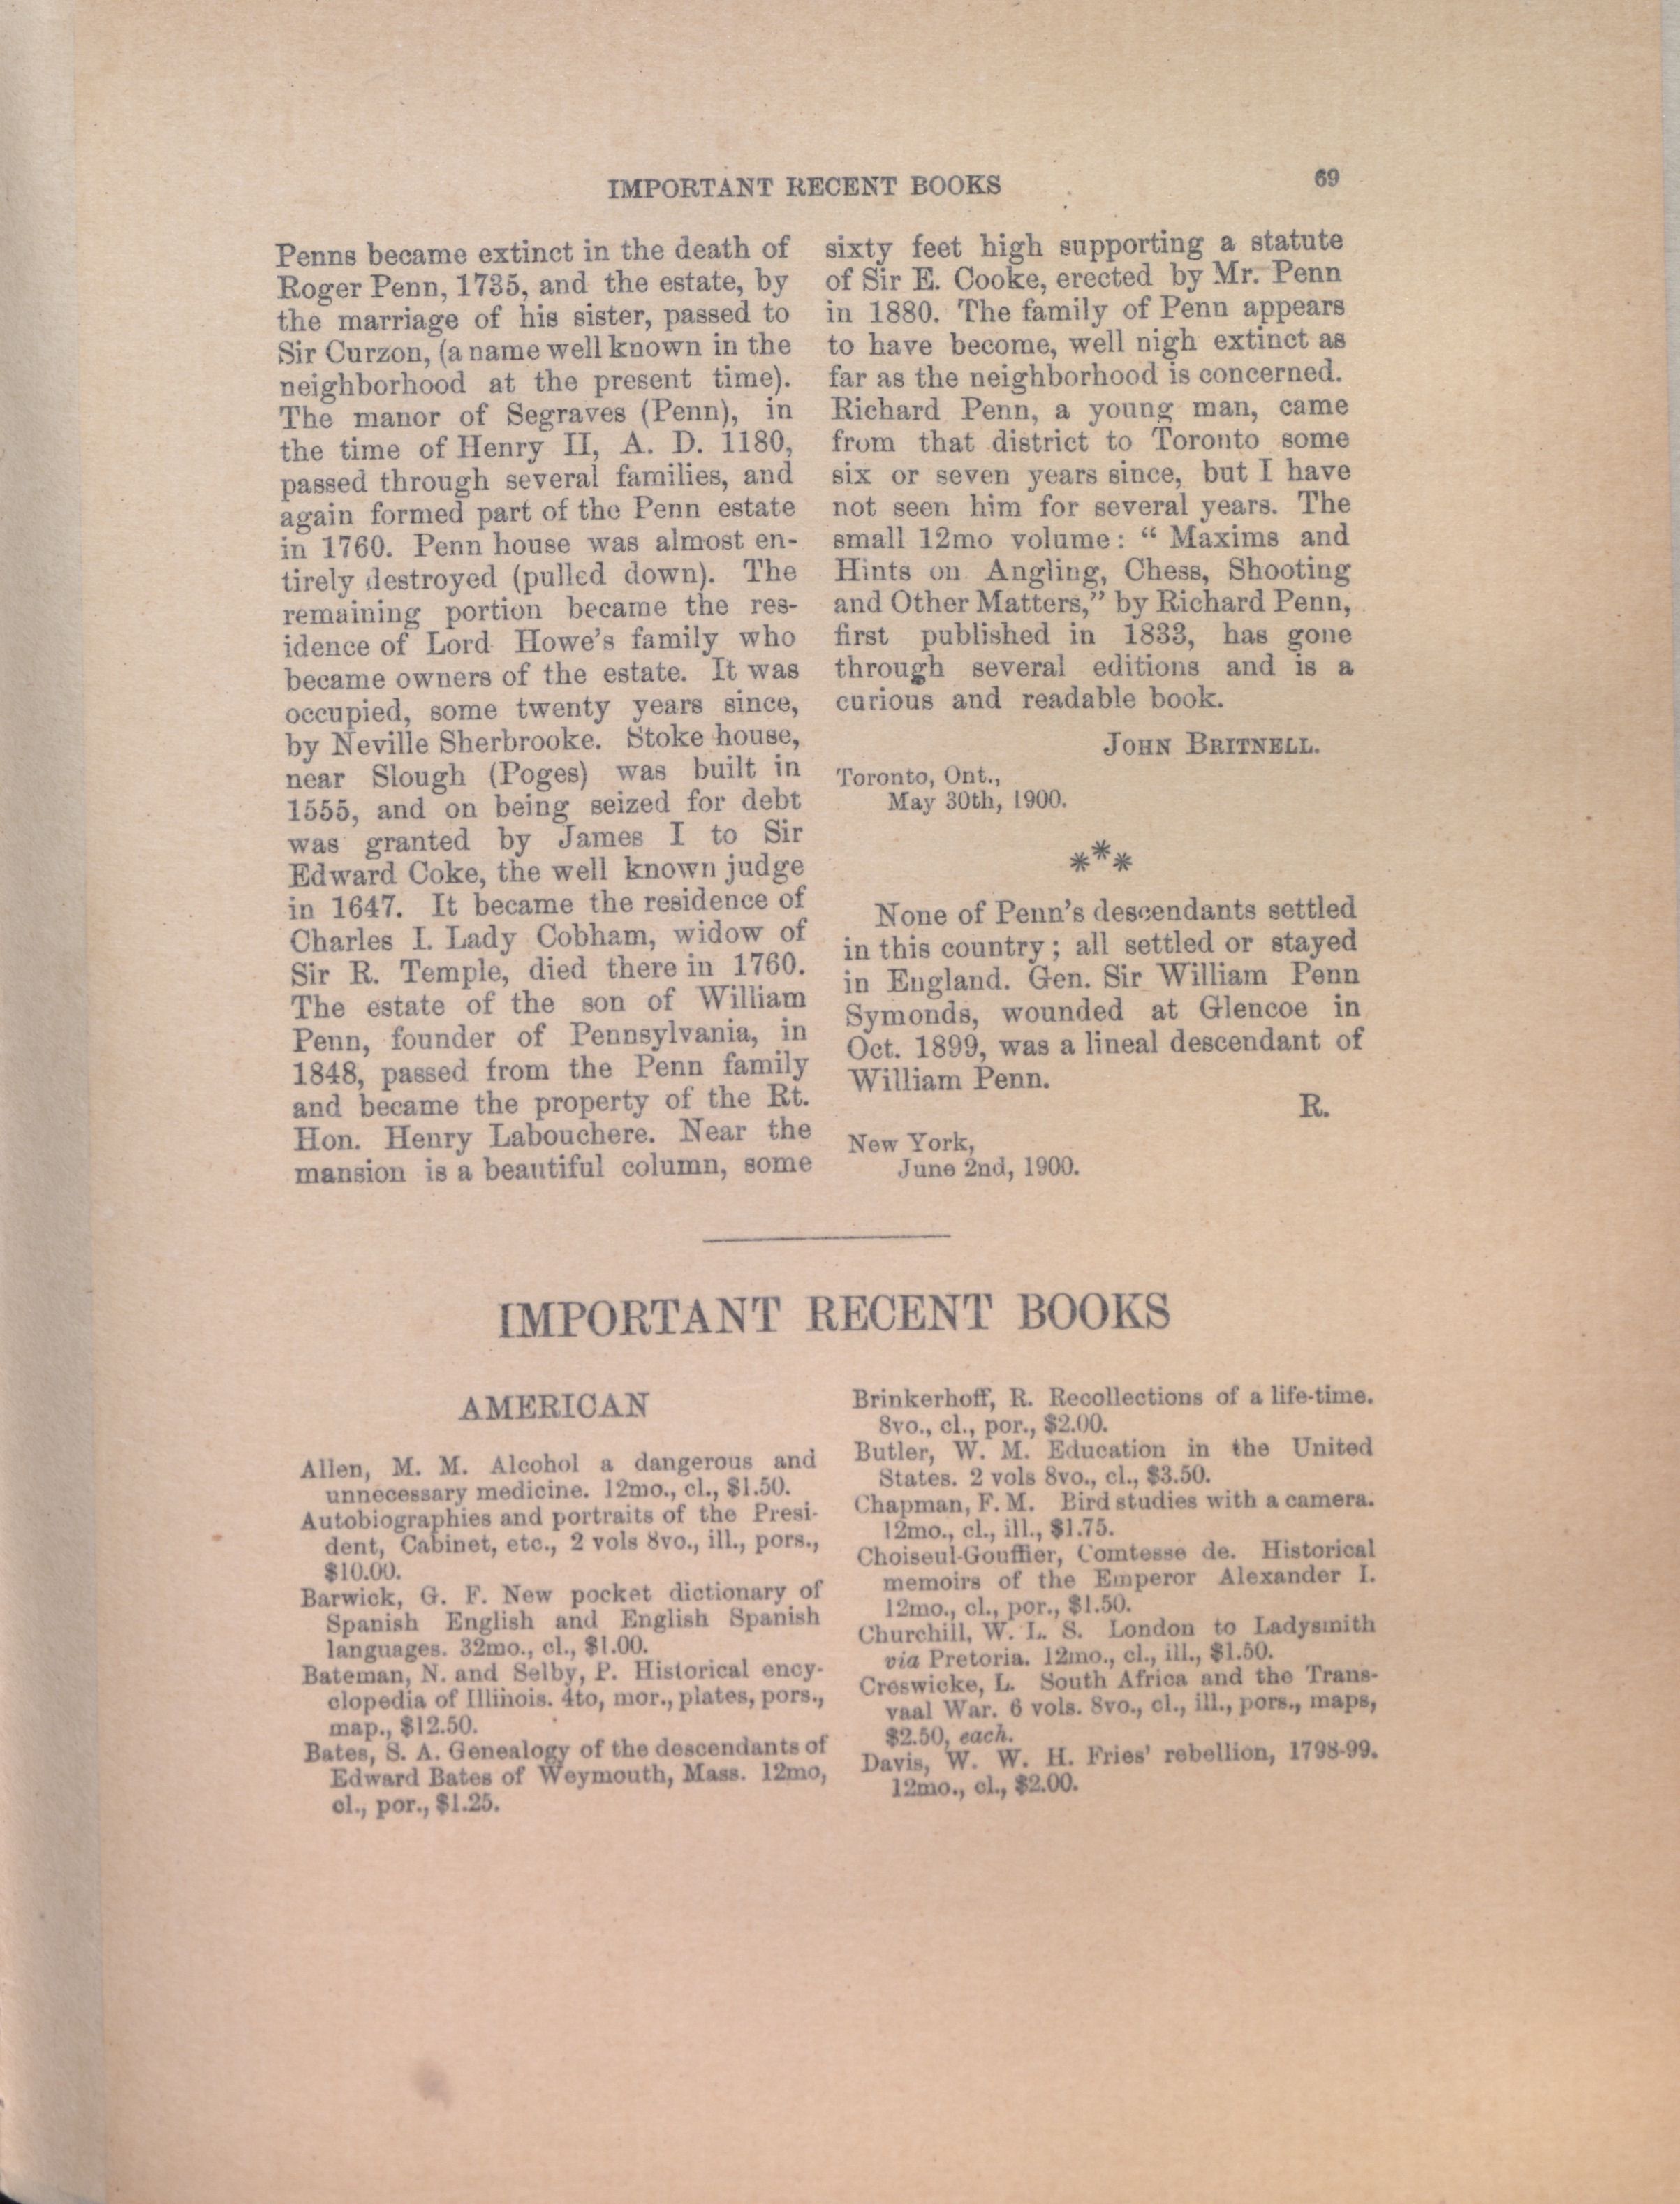 IMPORTANT RECENT BOOKS
69
Penns became extinct in the death of
Roger Penn, 1735, and the estate, by
the marriage of his sister, passed to
Sir Curzon, (a name well known in the
neighborhood at the present time).
The manor of Segraves (Penn), in
the time of Henry II, A. D. 1180,
passed through several families, and
again formed part of the Penn estate
in 1760. Penn house was almost en-
tirely destroyed (pulled down). The
remaining portion became the res-
idence of Lord Howe's family who
became owners of the estate. It was
occupied, some twenty years since,
by Neville Sherbrooke. Stoke house,
near Slough (Poges) was built in
1555, and on being seized for debt
was granted by James I to Sir
Edward Coke, the well known judge
in 1647. It became the residence of
Charles I. Lady Cobham, widow of
Sir R. Temple, died there in 1760.
The estate of the son of William
Penn, founder of Pennsylvania, in
1848, passed from the Penn family
and became the property of the Rt.
Hon. Henry Labouchere. Near the
mansion is a beautiful column, some
sixty feet high supporting a statute
of Sir E. Cooke, erected by Mr. Penn
in 1880. The family of Penn appears
to have become, well nigh extinct as
far as the neighborhood is concerned.
Richard Penn, a young man, came
from that district to Toronto some
six or seven years since, but I have
not seen him for several years. The
small 12mo volume: “ Maxims and
Hints on Angling, Chess, Shooting
and Other Matters,” by Richard Penn,
first published in 1833, has gone
through several editions and is a
curious and readable book.
JOHN BRITNELL.
Toronto, Ont.,
May 30th, 1900.
***
None of Penn's descendants settled
in this country; all settled or stayed
in England. Gen. Sir William Penn
Symonds, wounded at Glencoe in
Oct. 1899, was a lineal descendant of
William Penn.
R.
New York,
June 2nd, 1900.
IMPORTANT RECENT BOOKS
AMERICAN
Allen, M. M. Alcohol a dangerous and
unnecessary medicine. 12mo., cl., $1.50.
Autobiographies and portraits of the Presi-
dent, Cabinet, etc., 2 vols 8vo., ill., pors.,
$10.00.
Barwick, G. F. New pocket dictionary of
Spanish English and English Spanish
languages. 32mo., cl., $1.00.
Bateman, N. and Selby, P. Historical ency-
clopedia of Illinois. 4to, mor., plates, pors.,
map., $12.50.
Bates, S. A. Genealogy of the descendants of
Edward Bates of Weymouth, Mass. 12mo,
cl., por., $1.25.
Brinkerhoff, R. Recollections of a life-time.
8vo., cl., por., $2.00.
Butler, W. M. Education in the United
States. 2 vols 8vo., cl., $3.50.
Chapman, F. M. Bird studies with a camera.
12mo., cl., ill., $1.75.
Choiseul-Gouffier, Comtesse de. Historical
memoirs of the Emperor Alexander I.
12mo., cl., por., $1.50.
Churchill, W. L. S. London to Ladysmith
via Pretoria. 12mo., cl., ill., $1.50.
Creswicke, L. South Africa and the Trans-
vaal War. 6 vols. 8vo., cl., ill., pors., maps,
$2.50, each.
Davis, W. W. H. Fries' rebellion, 1798-99.
12mo., cl., $2.00.